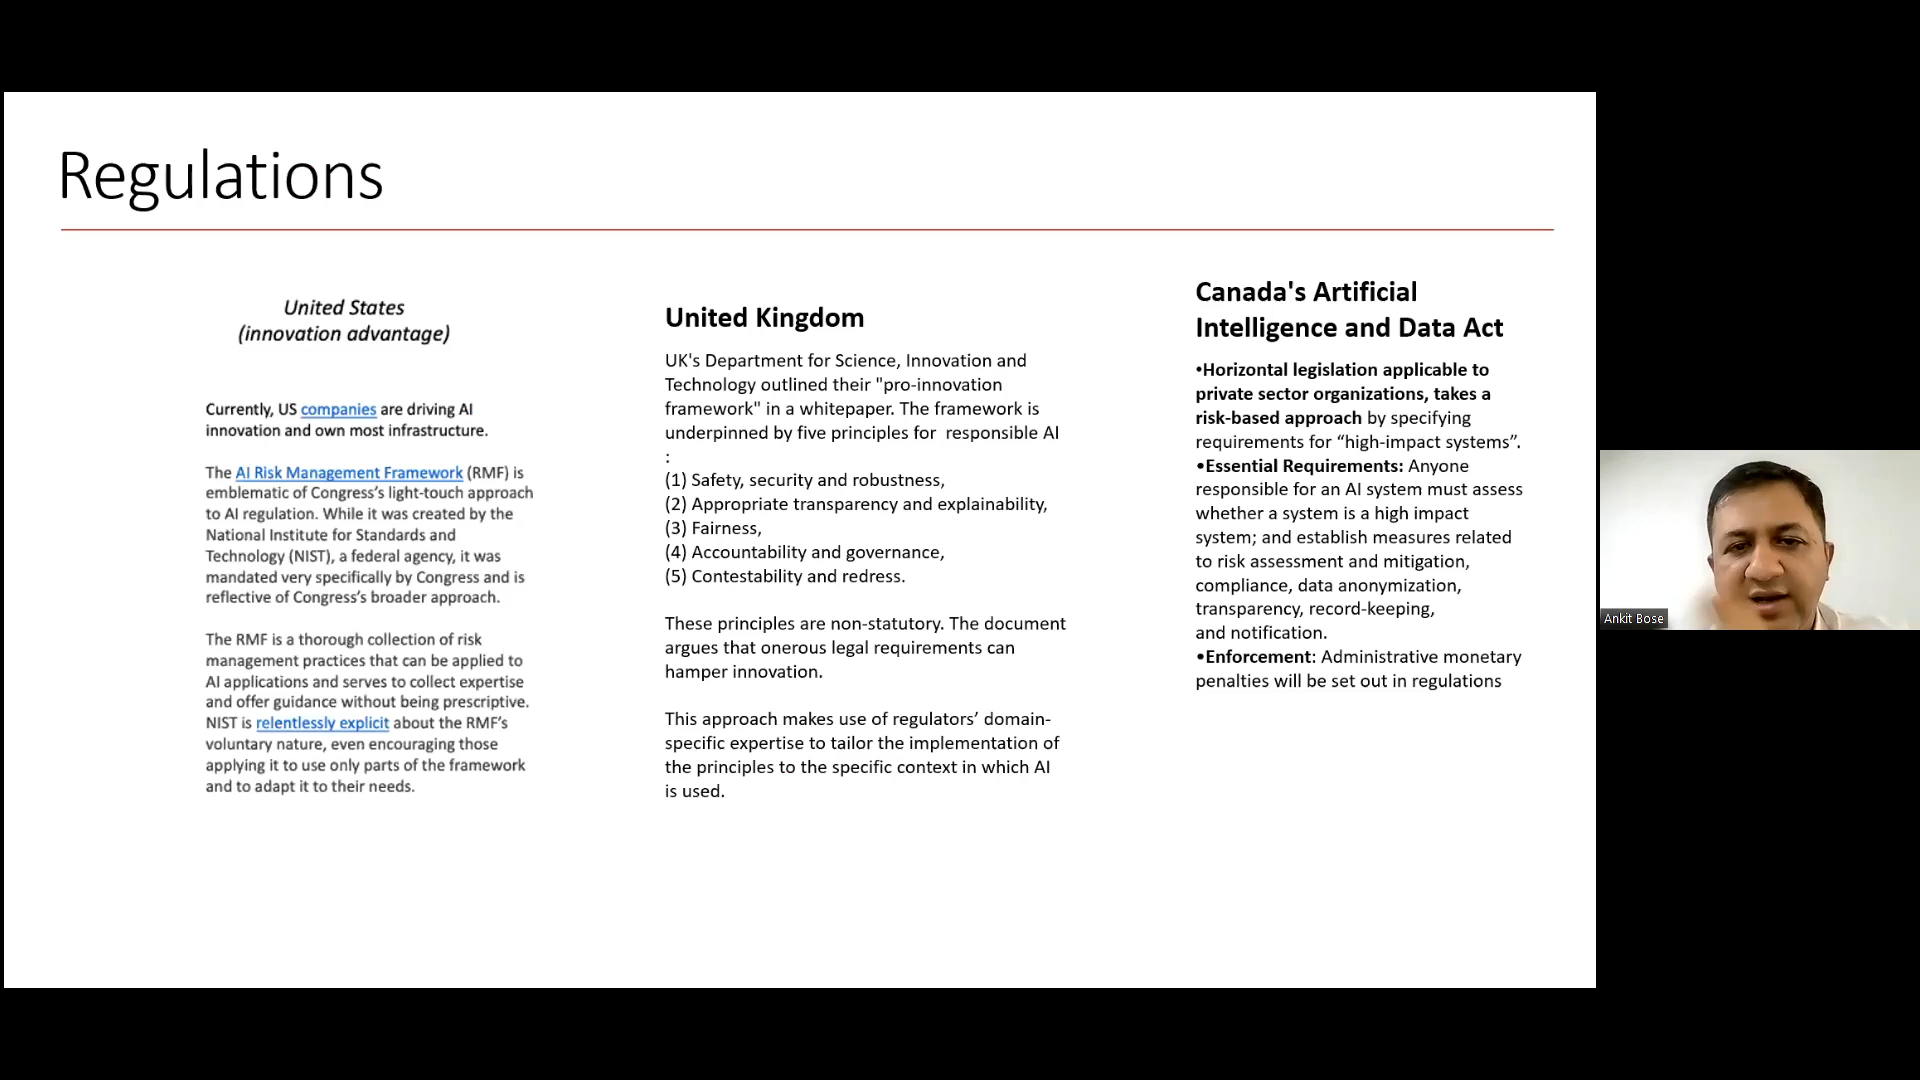 Regulations
United States
(innovation advantage)
Currently, US companies are driving AI
innovation and own most infrastructure.
The AI Risk Management Framework (RMF) is
emblematic of Congress’s light-touch approach
to AI regulation. While it was created by the
National Institute for Standards and
Technology (NIST), a federal agency, it was
mandated very specifically by Congress and is
reflective of Congress’s broader approach.
The RMF is a thorough collection of risk
management practices that can be applied to
AI applications and serves to collect expertise
and offer guidance without being prescriptive.
NIST is relentlessly explicit about the RMF’s
voluntary nature, even encouraging those
applying it to use only parts of the framework
and to adapt it to their needs.
United Kingdom
UK's Department for Science, Innovation and
Technology outlined their "pro-innovation
framework" in a whitepaper. The framework is
underpinned by five principles for  responsible AI
:
(1) Safety, security and robustness,
(2) Appropriate transparency and explainability,
(3) Fairness,
(4) Accountability and governance,
(5) Contestability and redress.
These principles are non-statutory. The document
argues that onerous legal requirements can
hamper innovation.
This approach makes use of regulators’ domain-
specific expertise to tailor the implementation of
the principles to the specific context in which AI
is used.
Canada's Artificial
Intelligence and Data Act
•Horizontal legislation applicable to
private sector organizations, takes a
risk-based approach by specifying
requirements for “high-impact systems”.
•Essential Requirements: Anyone
responsible for an AI system must assess
whether a system is a high impact
system; and establish measures related
to risk assessment and mitigation,
compliance, data anonymization,
transparency, record-keeping,
and notification.
•Enforcement: Administrative monetary
penalties will be set out in regulations
Ankit Bose